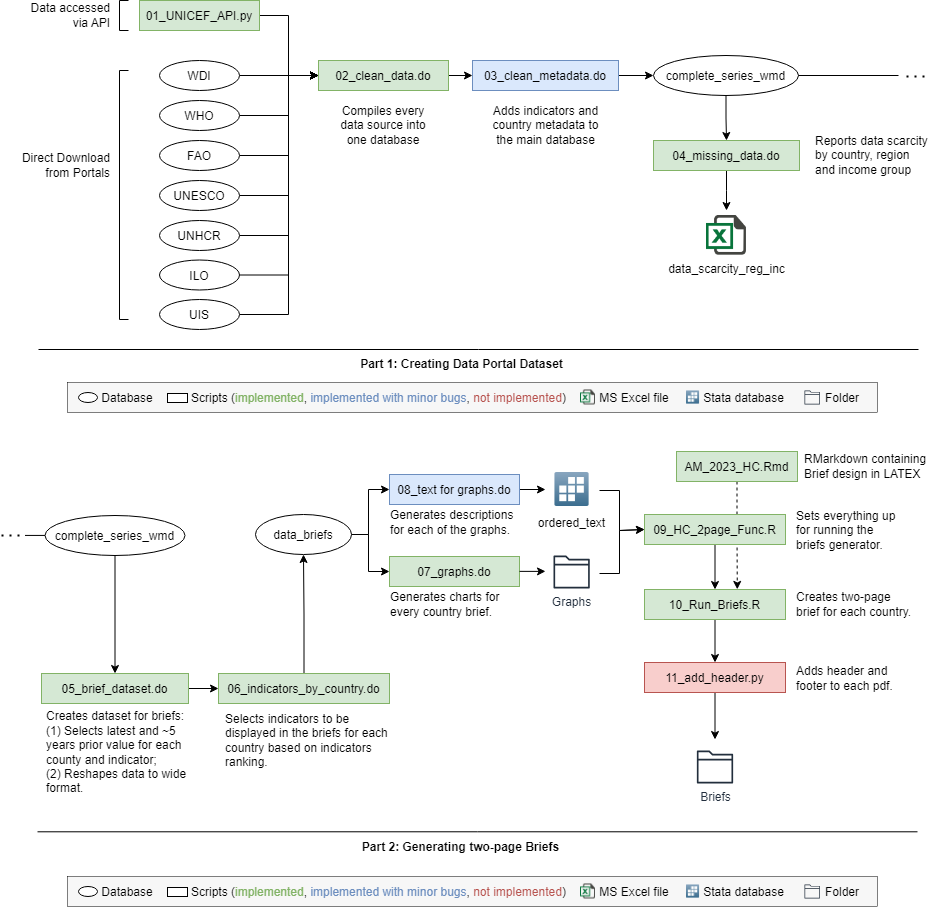 Data accessed
via API
01_UNICEF_API.py
WDI
02_clean_data.do
03_clean_metadata.do
complete_series_wmd
. . .
Compiles every
data source into
one database
Adds indicators and
country metadata to
the main database
WHO
Direct Download
from Portals
FAO
04_missing_data.do
Reports data scarcity
by country, region
and income group
UNESCO
UNHCR
data_scarcity_reg_inc
ILO
UIS
Part 1: Creating Data Portal Dataset
Database Scripts (implemented, implemented with minor bugs, not implemented) MS Excel file Stata database Folder
AM_2023_HC.Rmd
RMarkdown containing
Brief design in LATEX
08_text for graphs.do
Generates descriptions
for each of the graphs.
ordered_text
. . .
complete_series_wmd
data_briefs
09_HC_2page_Func.R
Sets everything up
for running the
briefs generator.
07_graphs.do
Generates charts for
every country brief.
Graphs
10_Run_Briefs.R
Creates two-page
brief for each country.
05_brief_dataset.do
06_indicators_by_country.do
11_add_header.py
Adds header and
footer to each pdf.
Creates dataset for briefs:
(1) Selects latest and ~5
years prior value for each
county and indicator;
(2) Reshapes data to wide
format.
Selects indicators to be
displayed in the briefs for each
country based on indicators
ranking.
Briefs
Part 2: Generating two-page Briefs
Database Scripts (implemented, implemented with minor bugs, not implemented) MS Excel file Stata database Folder